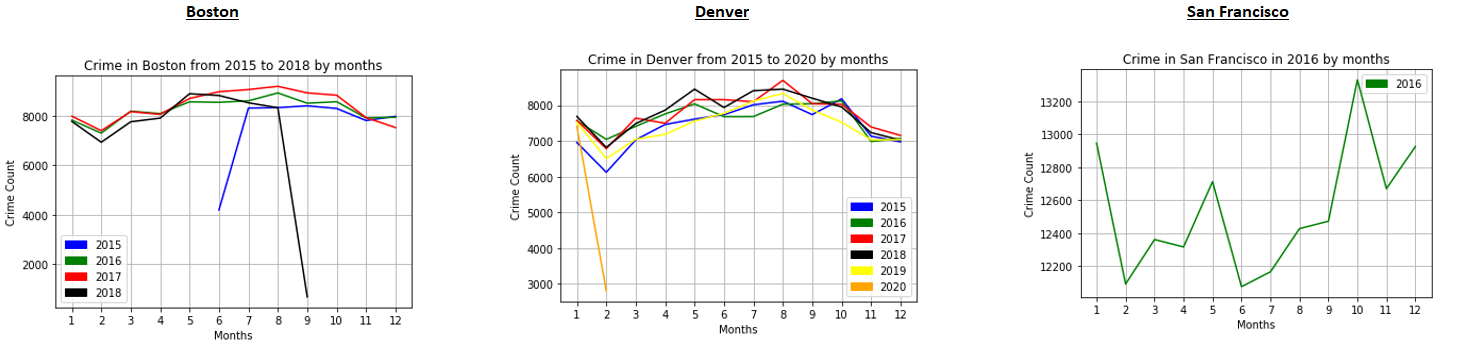 Boston
Crime in Boston from 2015 to 2018 by months
8000
6000
4000
2000
Crime Count
2015
2016
2017
2018
1 2 3 4 5 6 7 8 9 10 11 12
Months
Denver
Crime in Denver from 2015 to 2020 by months
8000
7000
6000
5000
4000
3000
Crime Count
2015
2016
2017
2018
2019
2020
1 2 3 4 5 6 7 8 9 10 11 12
Months
San Francisco
Crime in San Francisco in 2016 by months
2016
13200
13000
12800
12600
12400
12200
Crime Count
1 2 3 4 5 6 7 8 9 10 11 12
Months